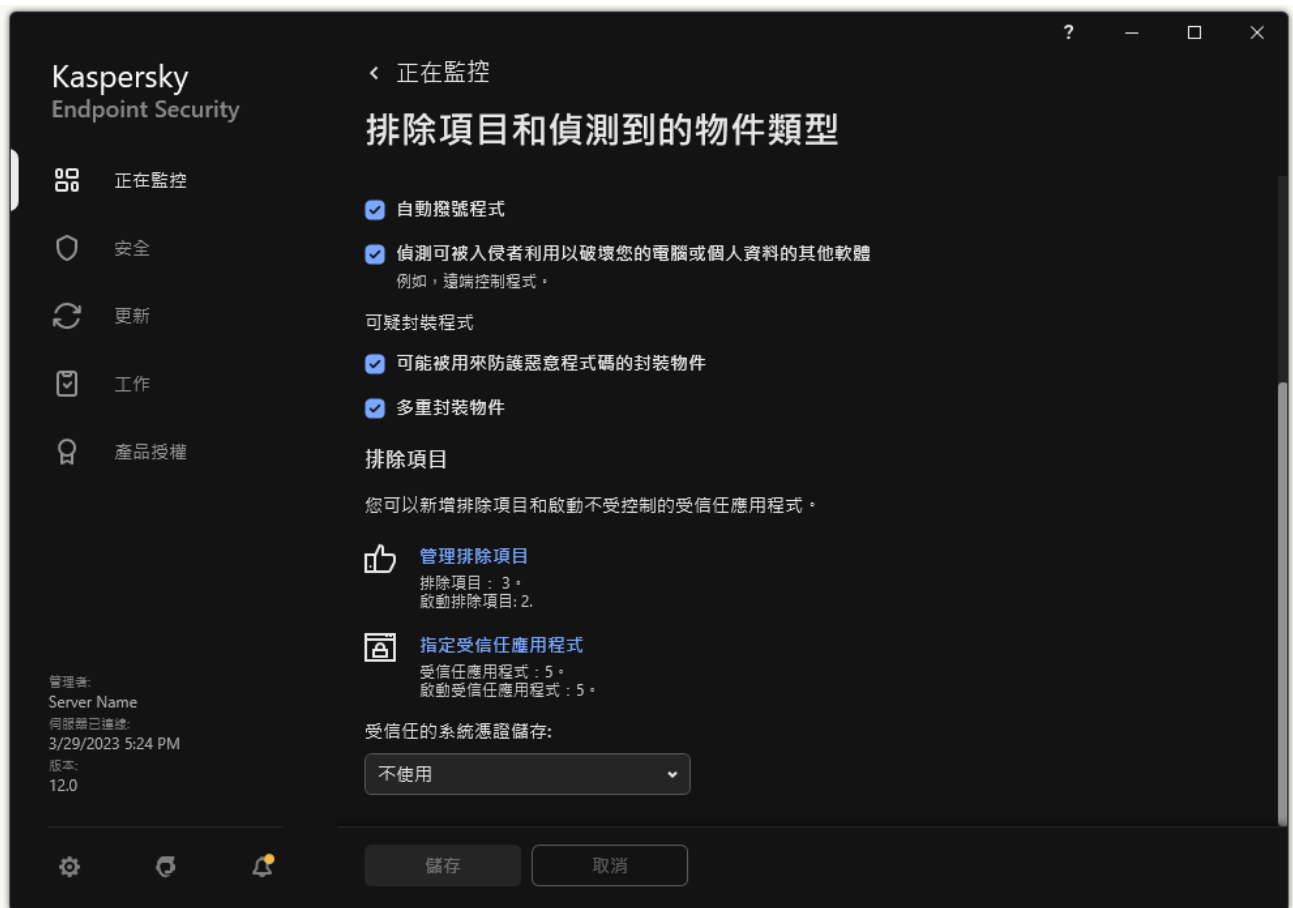 ?
Kaspersky
Endpoint Security
正在監控
安全
更新
工作
產品授權
管理者:
Server Name
伺服器已連線:
3/29/2023 5:24 PM
版本:
12.0
正在監控
排除項目和偵測到的物件類型
自動撥號程式
偵測可被入侵者利用以破壞您的電腦或個人資料的其他軟體
例如，遠端控制程式。
可疑封裝程式
可能被用來防護惡意程式碼的封裝物件
多重封裝物件
排除項目
您可以新增排除項目和啟動不受控制的受信任應用程式。
管理排除項目
排除項目： 3。
啟動排除項目: 2.
指定受信任應用程式
受信任應用程式：5。
啟動受信任應用程式：5。
受信任的系統憑證儲存:
不使用
儲存
取消